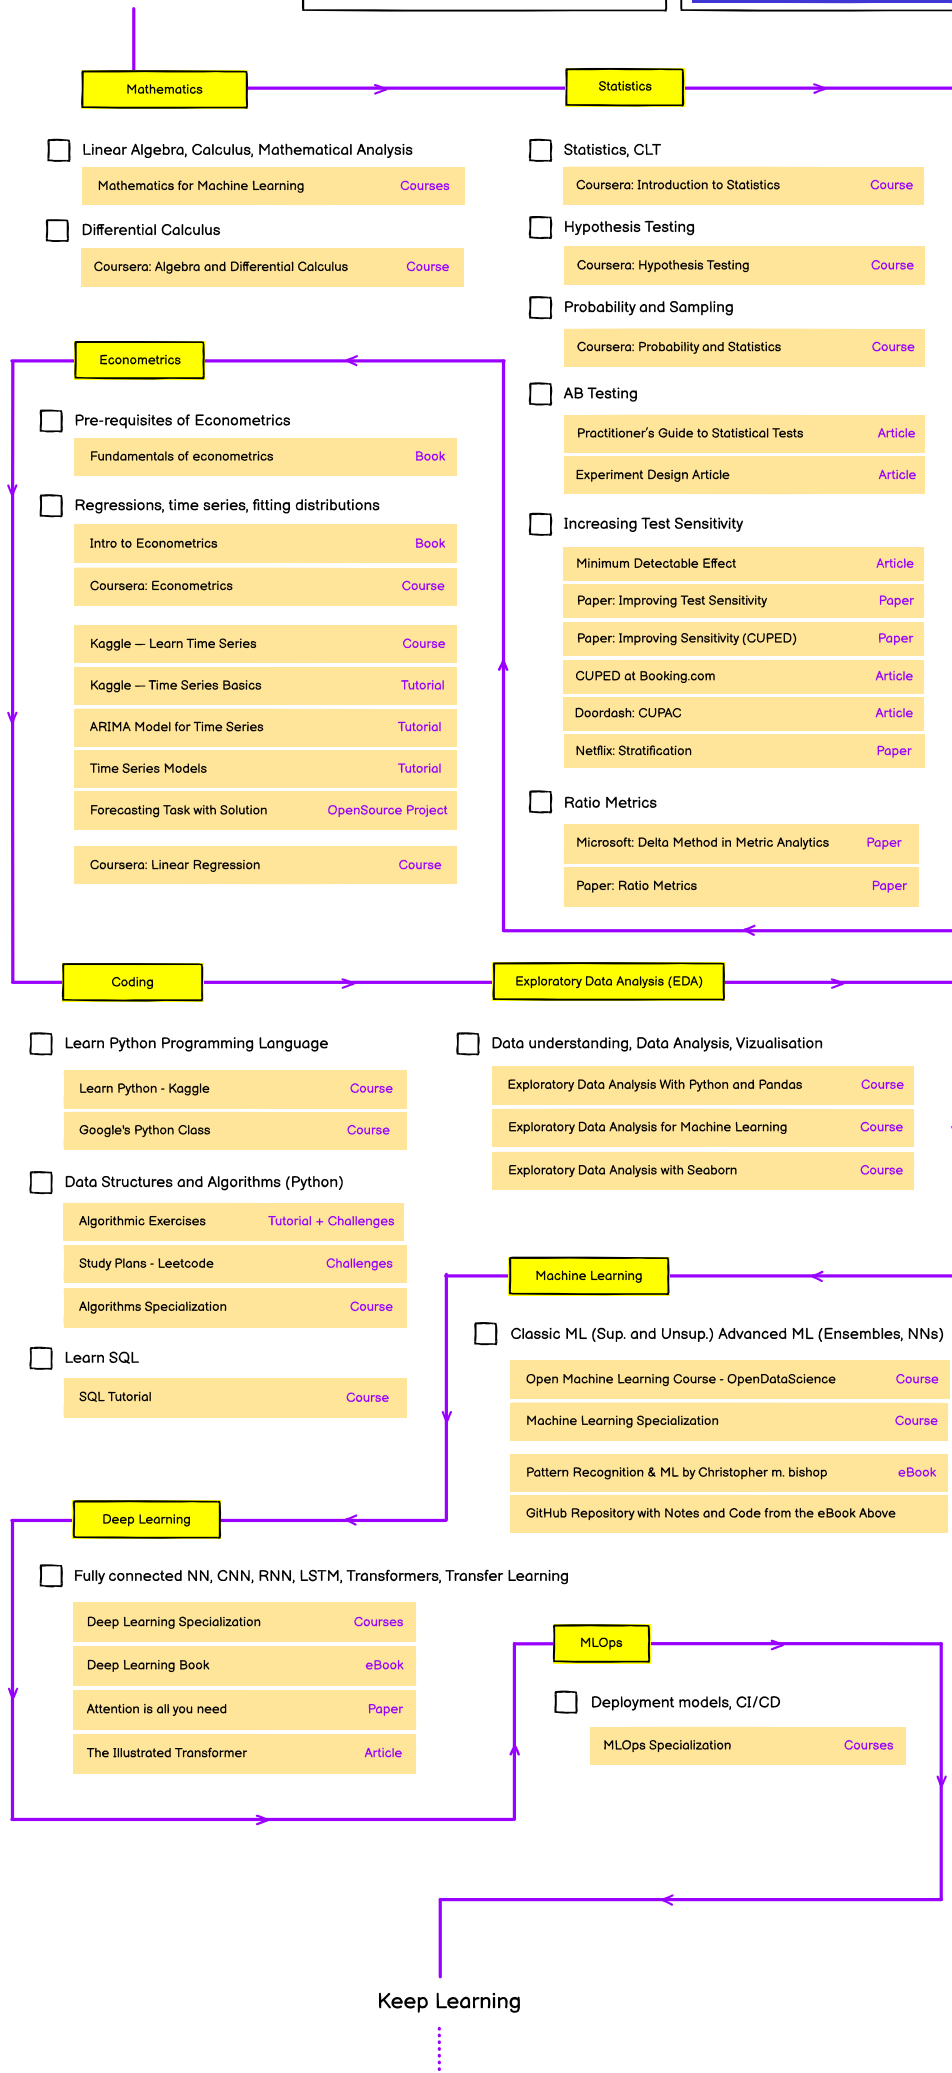 Mathematics
Statistics
Linear Algebra, Calculus, Mathematical Analysis
Mathematics for Machine Learning Courses
Differential Calculus
Coursera: Algebra and Differential Calculus Course
Statistics, CLT
Coursera: Introduction to Statistics Course
Hypothesis Testing
Coursera: Hypothesis Testing Course
Probability and Sampling
Coursera: Probability and Statistics Course
AB Testing
Practitioner's Guide to Statistical Tests Article
Experiment Design Article Article
Increasing Test Sensitivity
Minimum Detectable Effect Article
Paper: Improving Test Sensitivity Paper
Paper: Improving Sensitivity (CUPED) Paper
CUPED at Booking.com Article
Doordash: CUPAC Article
Netflix: Stratification Paper
Ratio Metrics
Microsoft: Delta Method in Metric Analytics Paper
Paper: Ratio Metrics Paper
Econometrics
Pre-requisites of Econometrics
Fundamentals of econometrics Book
Regressions, time series, fitting distributions
Intro to Econometrics Book
Coursera: Econometrics Course
Kaggle — Learn Time Series Course
Kaggle — Time Series Basics Tutorial
ARIMA Model for Time Series Tutorial
Time Series Models Tutorial
Forecasting Task with Solution OpenSource Project
Coursera: Linear Regression Course
Coding
Learn Python Programming Language
Learn Python - Kaggle Course
Google's Python Class Course
Data Structures and Algorithms (Python)
Algorithmic Exercises Tutorial + Challenges
Study Plans - Leetcode Challenges
Algorithms Specialization Course
Learn SQL
SQL Tutorial Course
Exploratory Data Analysis (EDA)
Data understanding, Data Analysis, Vizualisation
Exploratory Data Analysis With Python and Pandas Course
Exploratory Data Analysis for Machine Learning Course
Exploratory Data Analysis with Seaborn Course
Machine Learning
Classic ML (Sup. and Unsup.) Advanced ML (Ensembles, NNs)
Open Machine Learning Course - OpenDataScience Course
Machine Learning Specialization Course
Pattern Recognition & ML by Christopher m. bishop eBook
GitHub Repository with Notes and Code from the eBook Above
Deep Learning
Fully connected NN, CNN, RNN, LSTM, Transformers, Transfer Learning
Deep Learning Specialization Courses
Deep Learning Book eBook
Attention is all you need Paper
The Illustrated Transformer Article
MLOps
Deployment models, CI/CD
MLOps Specialization Courses
Keep Learning